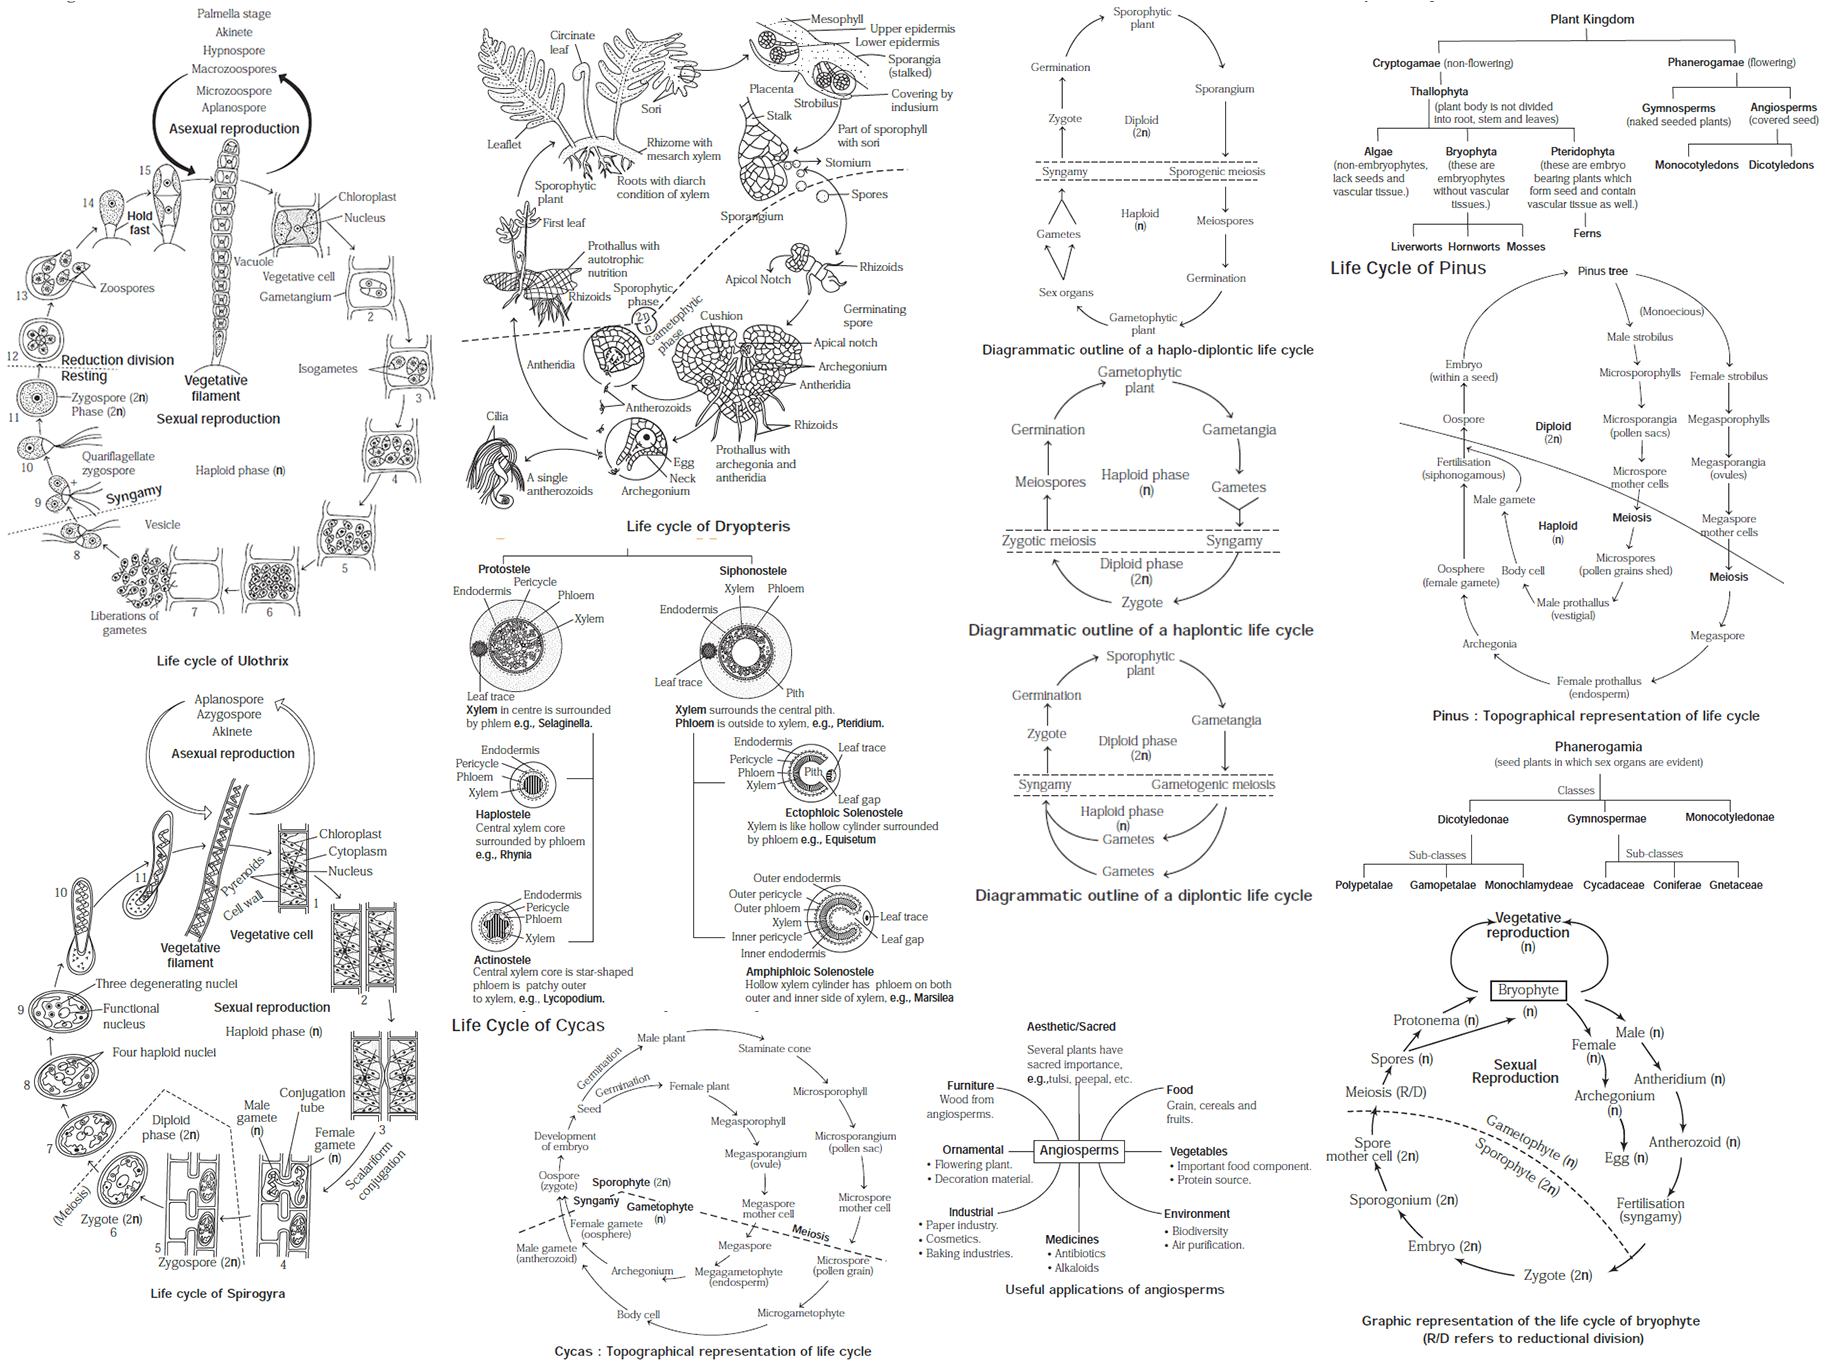 Palmella stage
Akinete
Hypnospore
Macrozoospores
Microzoospore
Aplanospore
Asexual reproduction
15
14
Hold
fast
Chloroplast
Nucleus
1
Vacuole
Vegetative cell
Gametangium
2
13
Zoospores
12
Reduction division
Resting
Isogametes
3
Vegetative
filament
Zygospore (2n)
Phase (2n)
11
Sexual reproduction
10
Quariflagellate
zygospore
Haploid phase (n)
4
9
+
Syngamy
8
Vesicle
5
7
6
Liberations of
gametes
Life cycle of Ulothrix
Aplanospore
Azygospore
Akinete
Asexual reproduction
Chloroplast
Cytoplasm
Nucleus
Pyrenoids
Cell wall
1
11
10
Vegetative cell
Vegetative
filament
2
Three degenerating nuclei
9
Functional
nucleus
Sexual reproduction
Haploid phase (n)
Four haploid nuclei
8
Conjugation
tube
Male
gamete
(n)
3
Diploid
phase (2n)
Female
gamete
(n)
7
Scalariform
conjugation
(Meiosis)
Zygote (2n)
6
5
Zygospore (2n)
4
Life cycle of Spirogyra
Circinate
leaf
Mesophyll
Upper epidermis
Lower epidermis
Sporangia
(stalked)
Placenta
Covering by
indusium
Sori
Strobilus
Stalk
Leaflet
Rhizome with
mesarch xylem
Part of sporophyll
with sori
Stomium
Sporophytic
plant
Roots with diarch
condition of xylem
Spores
Sporangium
First leaf
Prothallus with
autotrophic
nutrition
Rhizoids
Apicol Notch
Rhizoids
Sporophytic
phase
2n
n
Gametophytic
phase
Germinating
spore
Cushion
Apical notch
Antheridia
Archegonium
Antheridia
Antherozoids
Cilia
Rhizoids
Egg
Neck
Archegonium
Prothallus with
archegonia and
antheridia
A single
antherozoids
Life cycle of Dryopteris
Protostele
Siphonostele
Pericycle
Endodermis
Phloem
Xylem
Leaf trace
Xylem
Phloem
Endodermis
Leaf trace
Pith
Xylem in centre is surrounded
by phlem e.g., Selaginella.
Xylem surrounds the central pith.
Phloem is outside to xylem, e.g., Pteridium.
Endodermis
Pericycle
Phloem
Xylem
Haplostele
Central xylem core
surrounded by phloem
e.g., Rhynia
Endodermis
Pericycle
Phloem
Xylem
Pith
Leaf trace
Leaf gap
Ectophloic Solenostele
Xylem is like hollow cylinder surrounded
by phloem e.g., Equisetum
Endodermis
Pericycle
Phloem
Xylem
Actinostele
Central xylem core is star-shaped
phloem is patchy outer
to xylem, e.g., Lycopodium.
Outer endodermis
Outer pericycle
Outer phloem
Xylem
Inner pericycle
Inner endodermis
Leaf trace
Leaf gap
Amphiphloic Solenostele
Hollow xylem cylinder has phloem on both
outer and inner side of xylem, e.g., Marsilea
Life Cycle of Cycas
Male plant
Staminate cone
Germination
Germination
Female plant
Seed
Microsporophyll
Megasporophyll
Development
of embryo
Microsporangium
(pollen sac)
Megasporangium
(ovule)
Oospore
(zygote)
Sporophyte (2n)
Syngamy
Gametophyte
(n)
Megaspore
mother cell
Microspore
mother cell
Female gamete
(oosphere)
Meiosis
Male gamete
(antherozoid)
Megaspore
Archegonium
Megagametophyte
(endosperm)
Microspore
(pollen grain)
Body cell
Microgametophyte
Cycas : Topographical representation of life cycle
Sporophytic
plant
Germination
Sporangium
Zygote
Diploid
(2n)
Syngamy
Sporogenic meiosis
Haploid
(n)
Meiospores
Gametes
Germination
Sex organs
Gametophytic
plant
Diagrammatic outline of a haplo-diplontic life cycle
Gametophytic
plant
Germination
Gametangia
Haploid phase
(n)
Meiospores
Gametes
Zygotic meiosis
Syngamy
Diploid phase
(2n)
Zygote
Diagrammatic outline of a haplontic life cycle
Sporophytic
plant
Germination
Gametangia
Zygote
Diploid phase
(2n)
Syngamy
Gametogenic meiosis
Haploid phase
(n)
Gametes
Gametes
Diagrammatic outline of a diplontic life cycle
Aesthetic/Sacred
Several plants have
sacred importance,
e.g.,tulsi, peepal, etc.
Furniture
Wood from
angiosperms.
Food
Grain, cereals and
fruits.
Ornamental
• Flowering plant.
• Decoration material.
Angiosperms
Vegetables
• Important food component.
• Protein source.
Industrial
• Paper industry.
• Cosmetics.
• Baking industries.
Medicines
• Antibiotics
• Alkaloids
Environment
• Biodiversity
• Air purification.
Useful applications of angiosperms
Plant Kingdom
Cryptogamae (non-flowering)
Phanerogamae (flowering)
Thallophyta
(plant body is not divided
into root, stem and leaves)
Gymnosperms
(naked seeded plants)
Angiosperms
(covered seed)
Algae
(non-embryophytes,
lack seeds and
vascular tissue.)
Bryophyta
(these are
embryophytes
without vascular
tissues.)
Pteridophyta
(these are embryo
bearing plants which
form seed and contain
vascular tissue as well.)
Monocotyledons
Dicotyledons
Ferns
Liverworts
Hornworts
Mosses
Life Cycle of Pinus
Pinus tree
(Monoecious)
Male strobilus
Embryo
(within a seed)
Microsporophylls
Female strobilus
Oospore
Diploid
(2n)
Microsporangia
(pollen sacs)
Megasporophylls
Fertilisation
(siphonogamous)
Microspore
mother cells
Megasporangia
(ovules)
Male gamete
Haploid
(n)
Meiosis
Megaspore
mother cells
Microspores
(pollen grains shed)
Oosphere
(female gamete)
Body cell
Meiosis
Male prothallus
(vestigial)
Archegonia
Megaspore
Female prothallus
(endosperm)
Pinus : Topographical representation of life cycle
Phanerogamia
(seed plants in which sex organs are evident)
Classes
Dicotyledonae
Gymnospermae
Monocotyledonae
Sub-classes
Sub-classes
Polypetalae
Gamopetalae
Monochlamydeae
Cycadaceae
Coniferae
Gnetaceae
Vegetative
reproduction
(n)
Bryophyte
(n)
Protonema (n)
Male (n)
Female
(n)
Spores (n)
Sexual
Reproduction
Meiosis (R/D)
Antheridium (n)
Archegonium
(n)
Gametophyte (n)
Sporophyte (2n)
Spore
mother cell (2n)
Antherozoid (n)
Egg (n)
Sporogonium (2n)
Fertilisation
(syngamy)
Embryo (2n)
Zygote (2n)
Graphic representation of the life cycle of bryophyte
(R/D refers to reductional division)